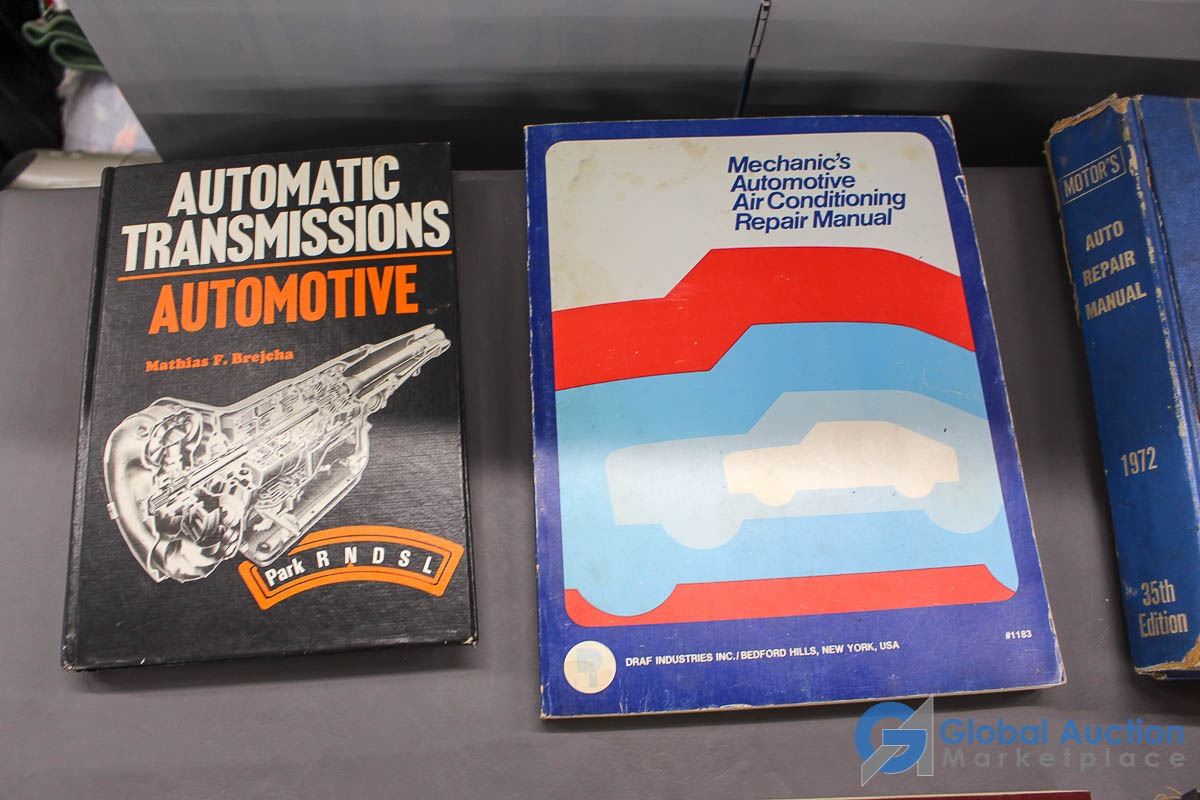 AUTOMATIC
TRANSMISSIONS
AUTOMOTIVE
Mathias F. Brejcha
Park R N D S L
Mechanic's
Automotive
Air Conditioning
Repair Manual
#1183
DI
DRAF INDUSTRIES INC./BEDFORD HILLS, NEW YORK, USA
MOTOR'S
AUTO
REPAIR
MANUAL
1972
35th
Edition
Global Auction
Marketplace